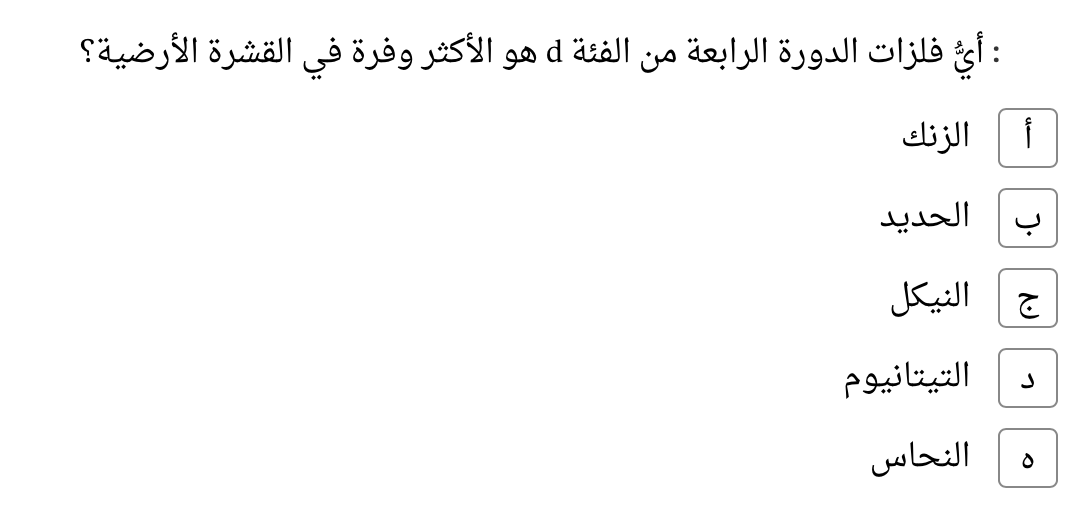 : أيُّ فلزات الدورة الرابعة من الفئة d هو الأكثر وفرة في القشرة الأرضية؟
أ الزنك
ب الحديد
ج النيكل
د التيتانيوم
ه النحاس